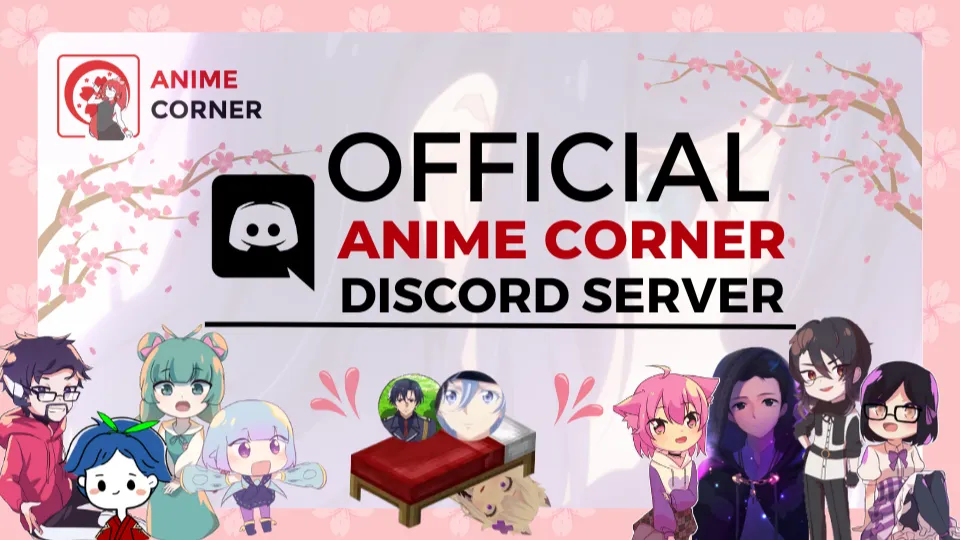 ANIME
CORNER
OFFICIAL
ANIME CORNER
DISCORD SERVER